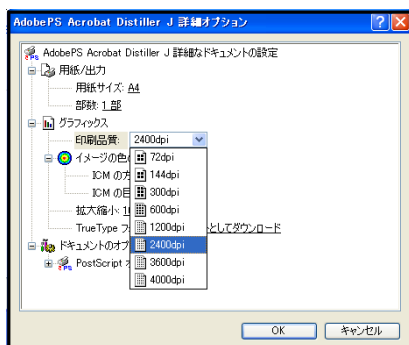 AdobePS Acrobat Distiller J 詳細オプション
AdobePS Acrobat Distiller J 詳細なドキュメントの設定
用紙/出力
用紙サイズ: A4
部数: 1 部
グラフィックス
印刷品質: 2400dpi
イメージの色
72dpi
ICM の
144dpi
ICM の
300dpi
拡大縮小:
600dpi
TrueType
1200dpi
としてダウンロード
ドキュメントのオプ
2400dpi
PostScript
3600dpi
4000dpi
OK
キャンセル